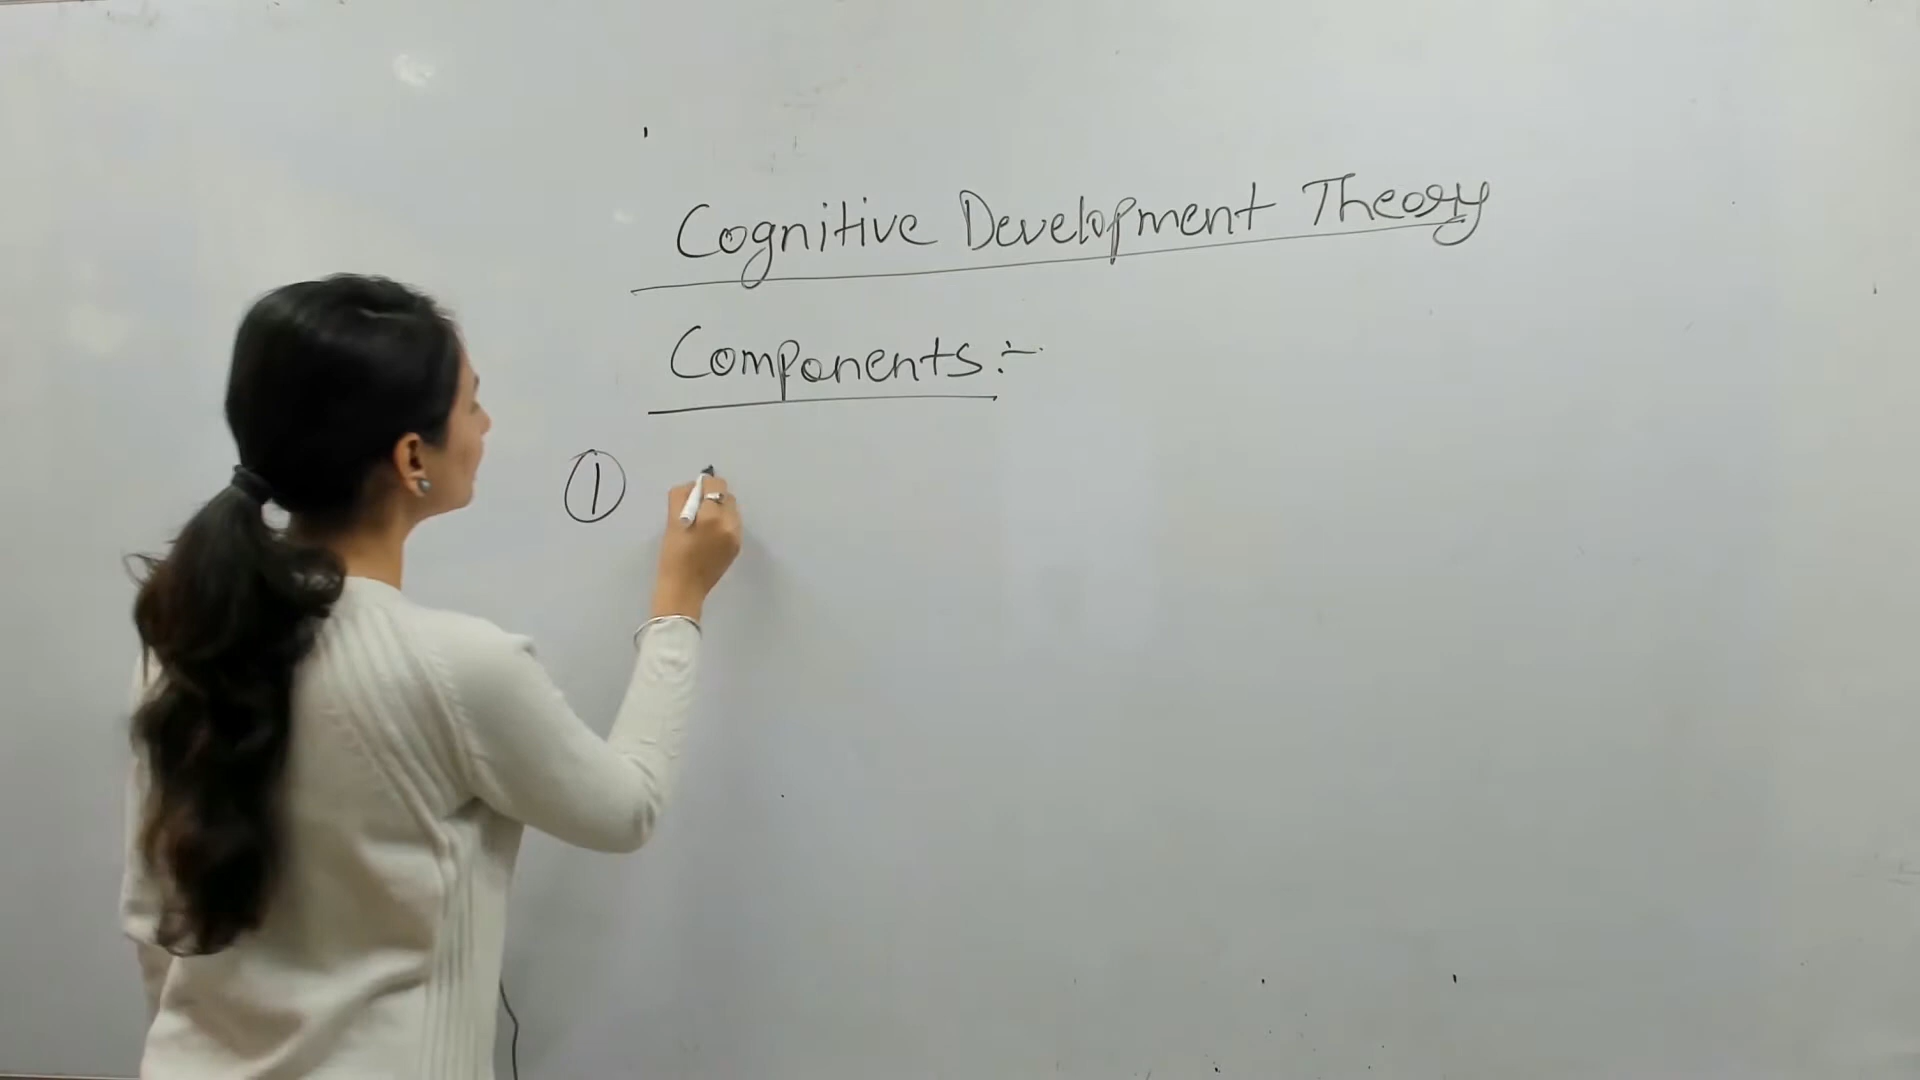 Cognitive Development Theory
Components :-
①